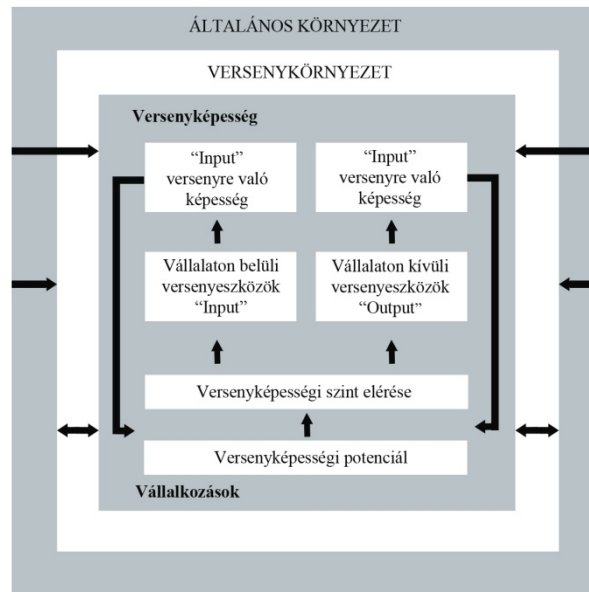 ÁLTALÁNOS KÖRNYEZET
VERSENYKÖRNYEZET
Versenyképesség
“Input”
versenyre való
képesség
“Input”
versenyre való
képesség
Vállalaton belüli
versenyeszközök
“Input”
Vállalaton kívüli
versenyeszközök
“Output”
Versenyképességi szint elérése
Versenyképességi potenciál
Vállalkozások